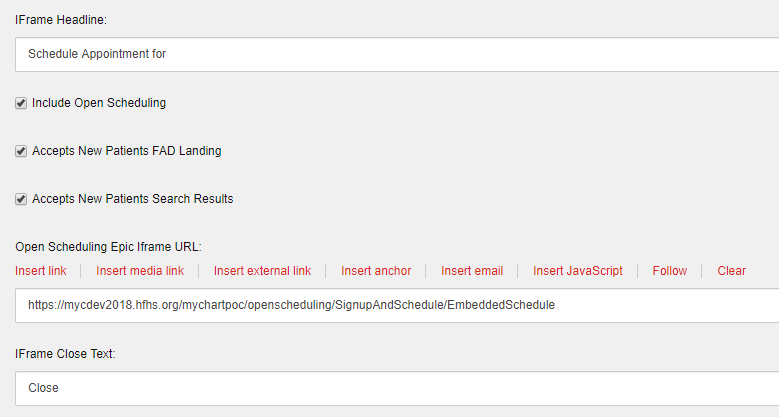 IFrame Headline:
Schedule Appointment for
Include Open Scheduling
Accepts New Patients FAD Landing
Accepts New Patients Search Results
Open Scheduling Epic Iframe URL:
Insert link Insert media link Insert external link Insert anchor Insert email Insert JavaScript Follow Clear
https://mycdev2018.hfhs.org/mychartpoc/openscheduling/SignupAndSchedule/EmbeddedSchedule
IFrame Close Text:
Close